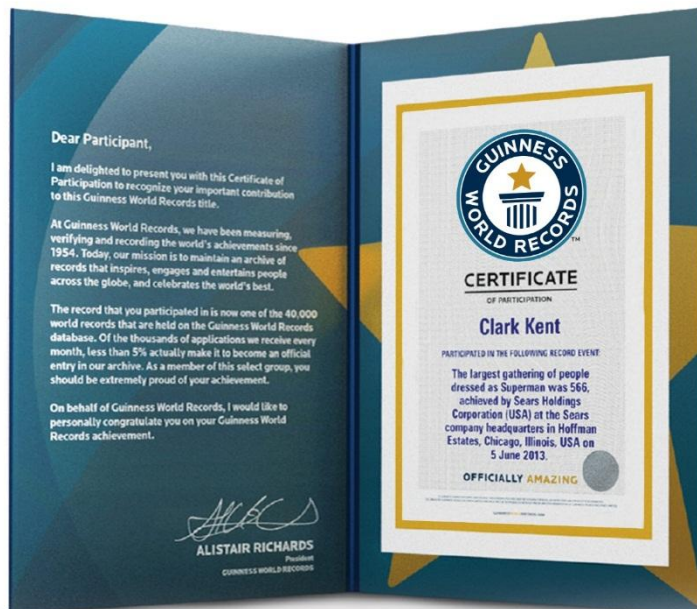 Dear Participant,
I am delighted to present you with this Certificate of
Participation to recognize your important contribution
to this Guinness World Records title.
At Guinness World Records, we have been measuring,
verifying and recording the world's achievements since
1954. Today, our mission is to maintain an archive of
records that inspires, engages and entertains people
across the globe, and celebrates the world's best.
The record that you participated in is now one of the 40,000
world records that are held on the Guinness World Records
database. Of the thousands of applications we receive every
month, less than 5% actually make it to become an official
entry in our archive. As a member of this select group, you
should be extremely proud of your achievement.
On behalf of Guinness World Records, I would like to
personally congratulate you on your Guinness World
Records achievement.
ALISTAIR RICHARDS
President
GUINNESS WORLD RECORDS
GUINNESS
WORLD RECORDS
TM
CERTIFICATE
OF PARTICIPATION
Clark Kent
PARTICIPATED IN THE FOLLOWING RECORD EVENT
The largest gathering of people
dressed as Superman was 566,
achieved by Sears Holdings
Corporation (USA) at the Sears
company headquarters in Hoffman
Estates, Chicago, Illinois, USA on
5 June 2013.
OFFICIALLY AMAZING